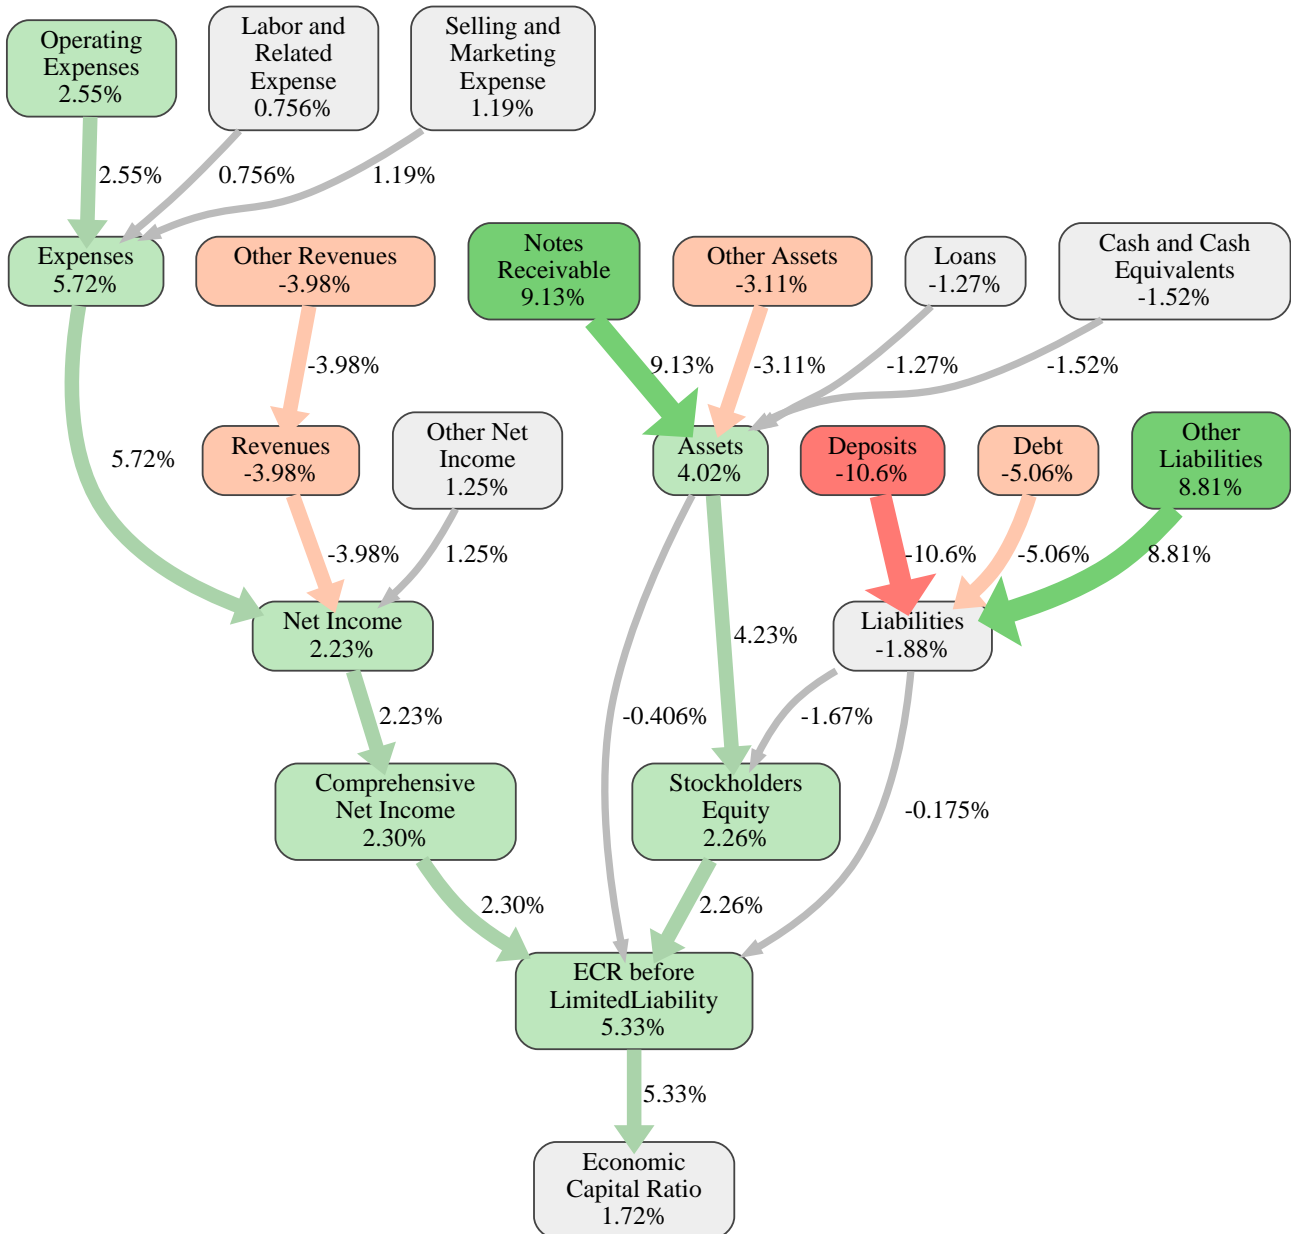 Operating
Expenses
2.55%
Labor and
Related
Expense
0.756%
Selling and
Marketing
Expense
1.19%
2.55%
0.756%
1.19%
Expenses
5.72%
Other Revenues
-3.98%
Notes
Receivable
9.13%
Other Assets
-3.11%
Loans
-1.27%
Cash and Cash
Equivalents
-1.52%
-3.98%
9.13%
-3.11%
-1.27%
-1.52%
5.72%
Revenues
-3.98%
Other Net
Income
1.25%
Assets
4.02%
Deposits
-10.6%
Debt
-5.06%
Other
Liabilities
8.81%
-3.98%
1.25%
-10.6%
-5.06%
8.81%
Net Income
2.23%
4.23%
Liabilities
-1.88%
2.23%
-0.406%
-1.67%
Comprehensive
Net Income
2.30%
Stockholders
Equity
2.26%
-0.175%
2.30%
2.26%
ECR before
LimitedLiability
5.33%
5.33%
Economic
Capital Ratio
1.72%